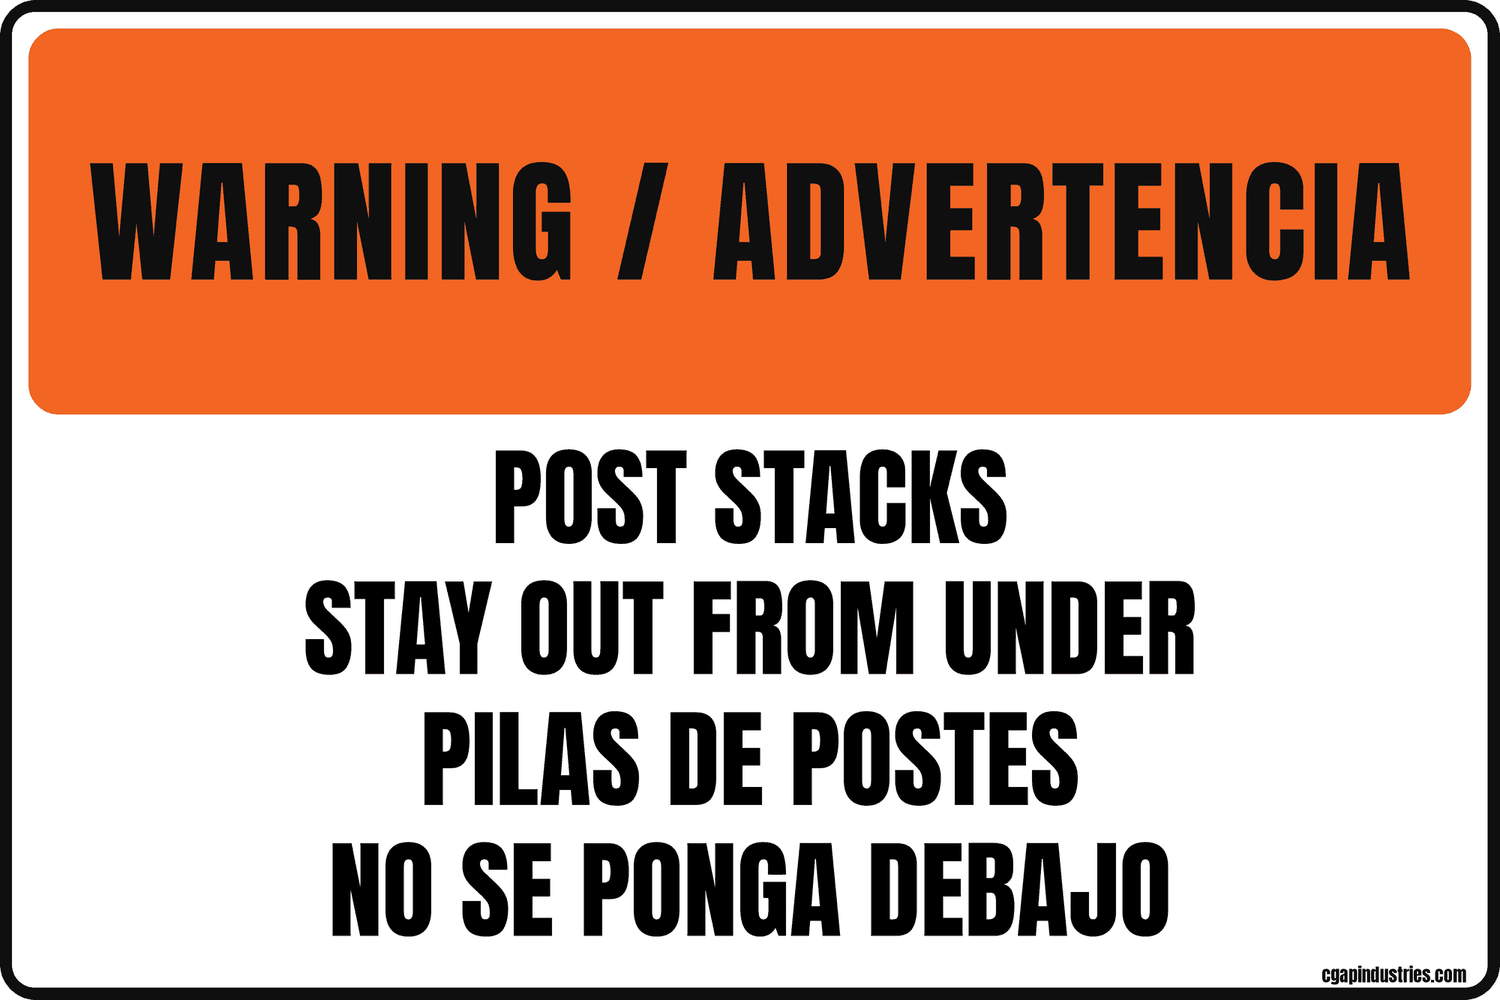 WARNING / ADVERTENCIA
POST STACKS
STAY OUT FROM UNDER
PILAS DE POSTES
NO SE PONGA DEBAJO
cgapindustries.com